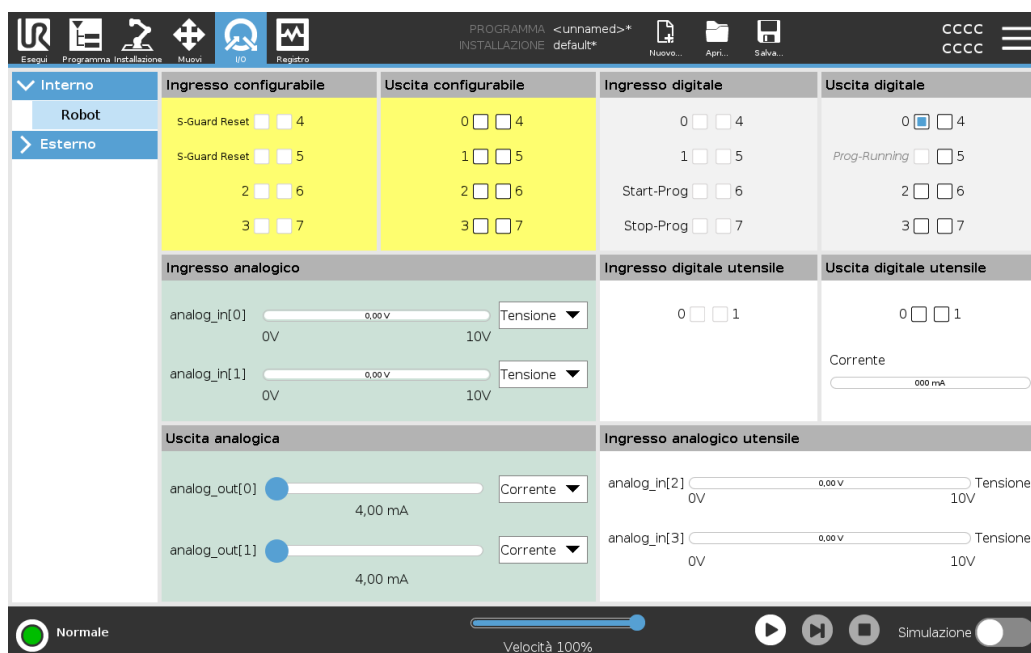 PROGRAMMA <unnamed>*
INSTALLAZIONE default*
UR
Esegui Programma Installazione Muovi I/O Registro
Nuovo... Apri... Salva...
CCCC
CCCC
Interno
Robot
Esterno
Ingresso configurabile
S-Guard Reset 4
S-Guard Reset 5
2 6
3 7
Uscita configurabile
0 4
1 5
2 6
3 7
Ingresso digitale
0 4
1 5
Start-Prog 6
Stop-Prog 7
Uscita digitale
0 4
Prog-Running 5
2 6
3 7
Ingresso analogico
analog_in[0] 0,00 V Tensione
0V 10V
analog_in[1] 0,00 V Tensione
0V 10V
Ingresso digitale utensile
0 1
Uscita digitale utensile
0 1
Corrente
000 mA
Uscita analogica
analog_out[0] Corrente
4,00 mA
analog_out[1] Corrente
4,00 mA
Ingresso analogico utensile
analog_in[2] 0,00 V Tensione
0V 10V
analog_in[3] 0,00 V Tensione
0V 10V
Normale
Velocità 100%
Simulazione